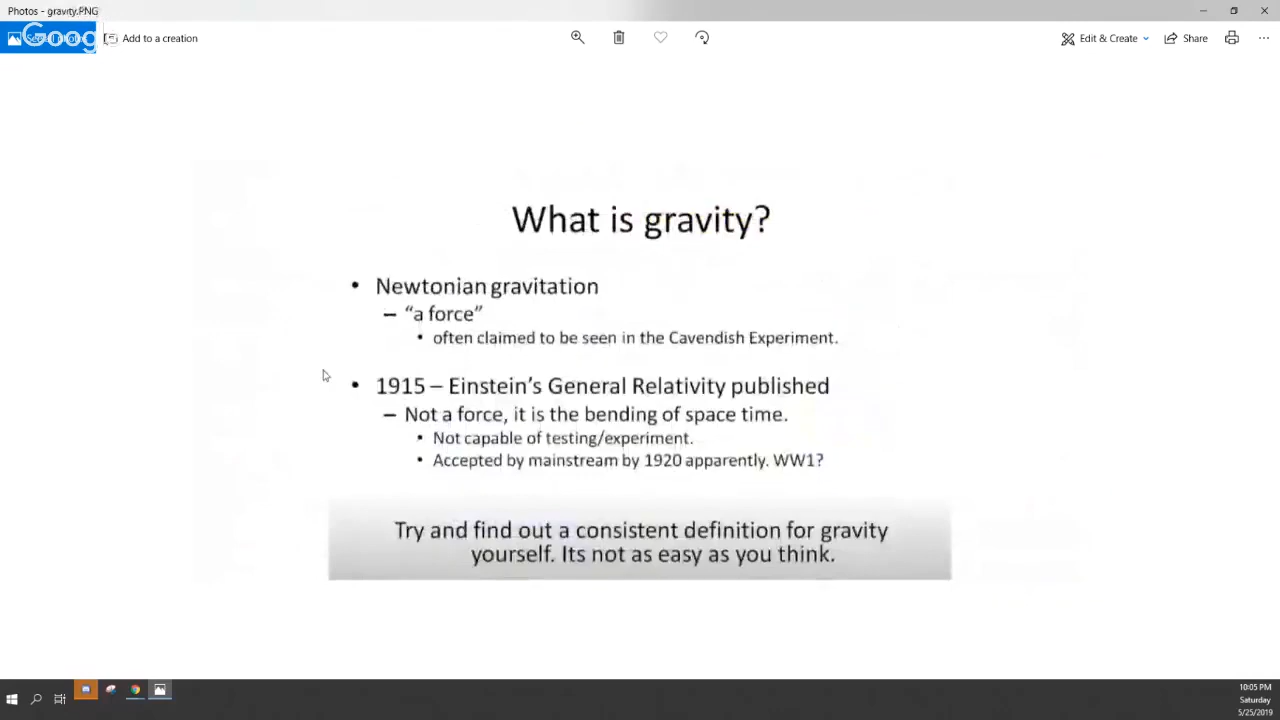 Photos - gravity.PNG
Goog
Add to a creation
Edit & Create
Share
What is gravity?
• Newtonian gravitation
– “a force”
• often claimed to be seen in the Cavendish Experiment.
• 1915 – Einstein’s General Relativity published
– Not a force, it is the bending of space time.
• Not capable of testing/experiment.
• Accepted by mainstream by 1920 apparently. WW1?
Try and find out a consistent definition for gravity
yourself. Its not as easy as you think.
10:05 PM
Saturday
5/25/2019